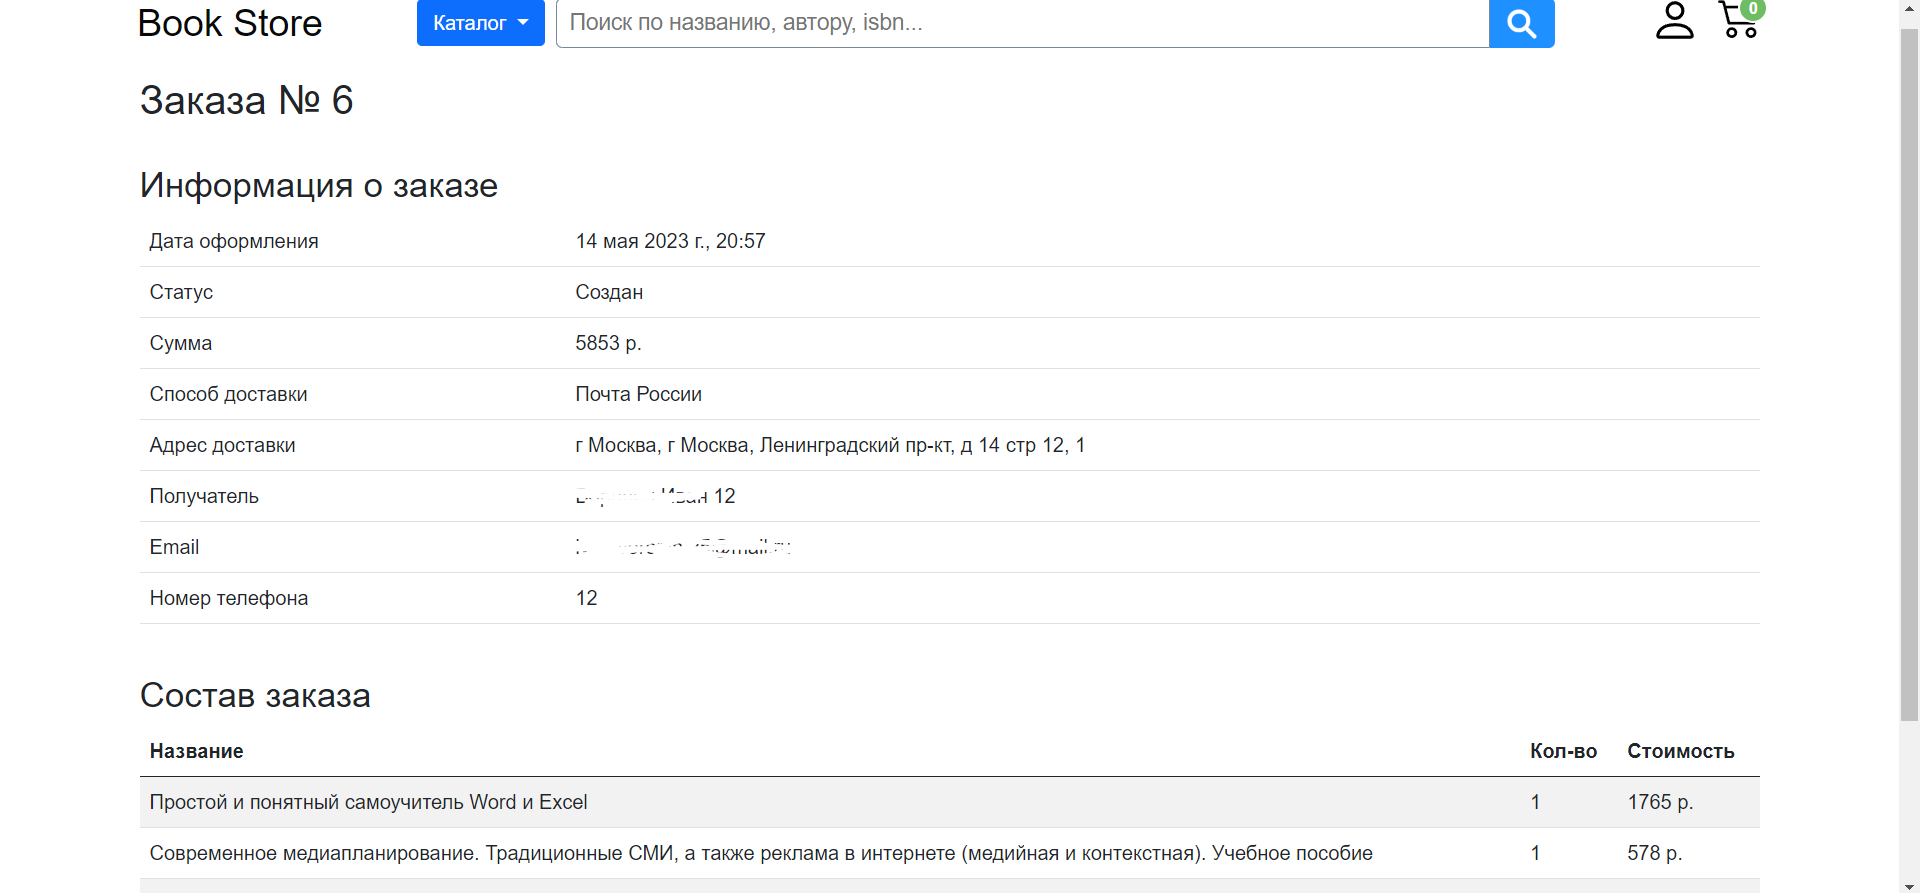 Book Store Каталог Поиск по названию, автору, isbn... 0
Заказа № 6
Информация о заказе
Дата оформления 14 мая 2023 г., 20:57
Статус Создан
Сумма 5853 р.
Способ доставки Почта России
Адрес доставки г Москва, г Москва, Ленинградский пр-кт, д 14 стр 12, 1
Получатель 12
Email
Номер телефона 12
Состав заказа
Название Кол-во Стоимость
Простой и понятный самоучитель Word и Excel 1 1765 р.
Современное медиапланирование. Традиционные СМИ, а также реклама в интернете (медийная и контекстная). Учебное пособие 1 578 р.